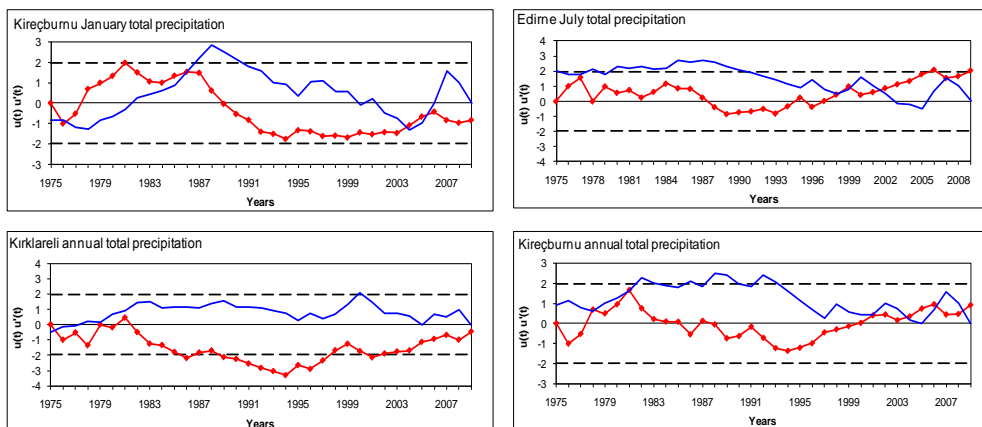 Kireçburnu January total precipitation
u(t) u'(t)
3
2
1
0
-1
-2
-3
1975 1979 1983 1987 1991 1995 1999 2003 2007
Years
Edirne July total precipitation
u(t) u'(t)
4
3
2
1
0
-1
-2
-3
-4
1975 1978 1981 1984 1987 1990 1993 1996 1999 2002 2005 2008
Years
Kırklareli annual total precipitation
u(t) u'(t)
4
3
2
1
0
-1
-2
-3
-4
1975 1979 1983 1987 1991 1995 1999 2003 2007
Years
Kireçburnu annual total precipitation
u(t) u'(t)
3
2
1
0
-1
-2
-3
1975 1979 1983 1987 1991 1995 1999 2003 2007
Years